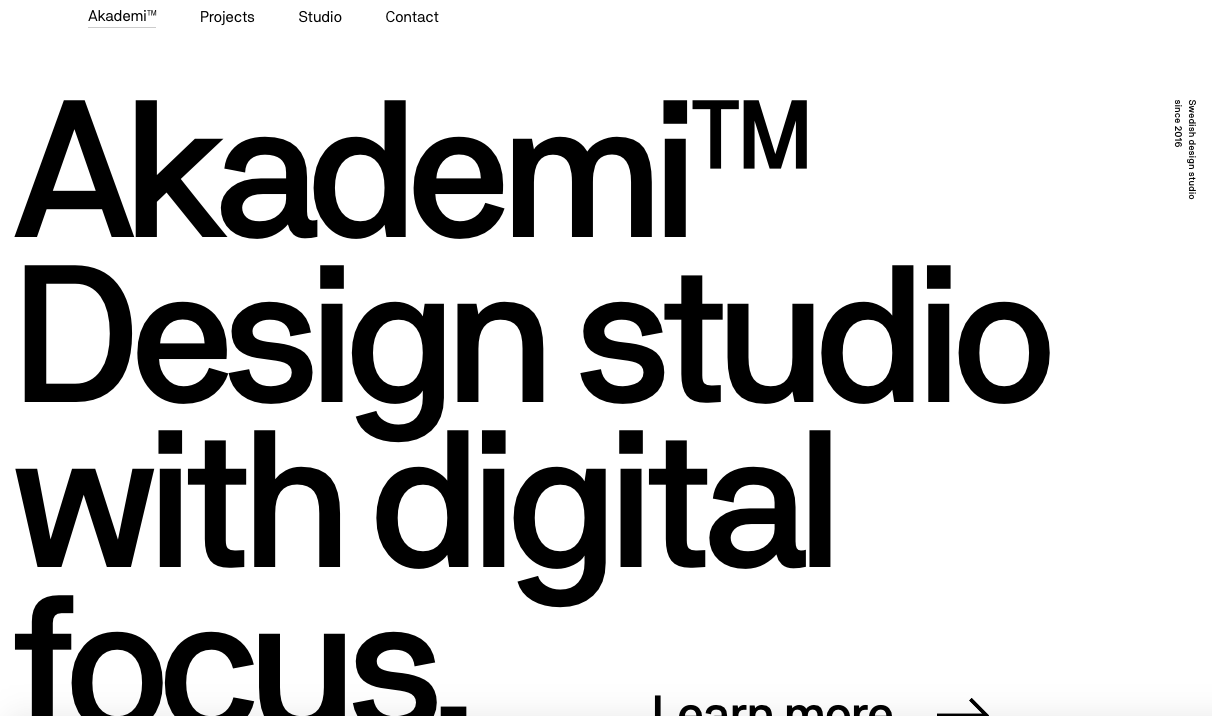 Akademi™ Projects Studio Contact
Akademi™
Design studio
with digital
focus.
Learn more
Swedish design studio
since 2016